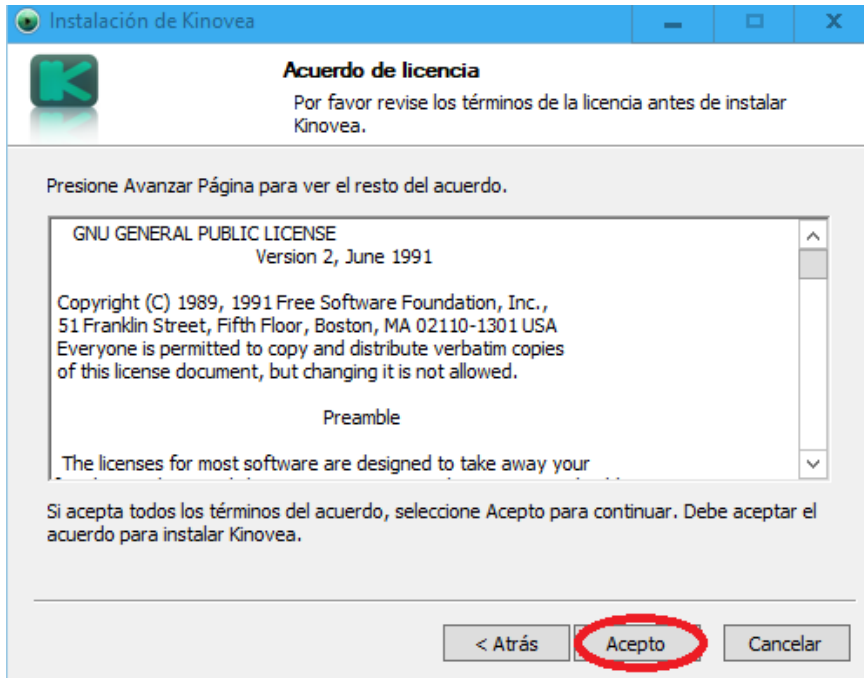 Instalación de Kinovea
Acuerdo de licencia
Por favor revise los términos de la licencia antes de instalar
Kinovea.
Presione Avanzar Página para ver el resto del acuerdo.
GNU GENERAL PUBLIC LICENSE
Version 2, June 1991
Copyright (C) 1989, 1991 Free Software Foundation, Inc.,
51 Franklin Street, Fifth Floor, Boston, MA 02110-1301 USA
Everyone is permitted to copy and distribute verbatim copies
of this license document, but changing it is not allowed.
Preamble
The licenses for most software are designed to take away your
Si acepta todos los términos del acuerdo, seleccione Acepto para continuar. Debe aceptar el
acuerdo para instalar Kinovea.
< Atrás
Acepto
Cancelar